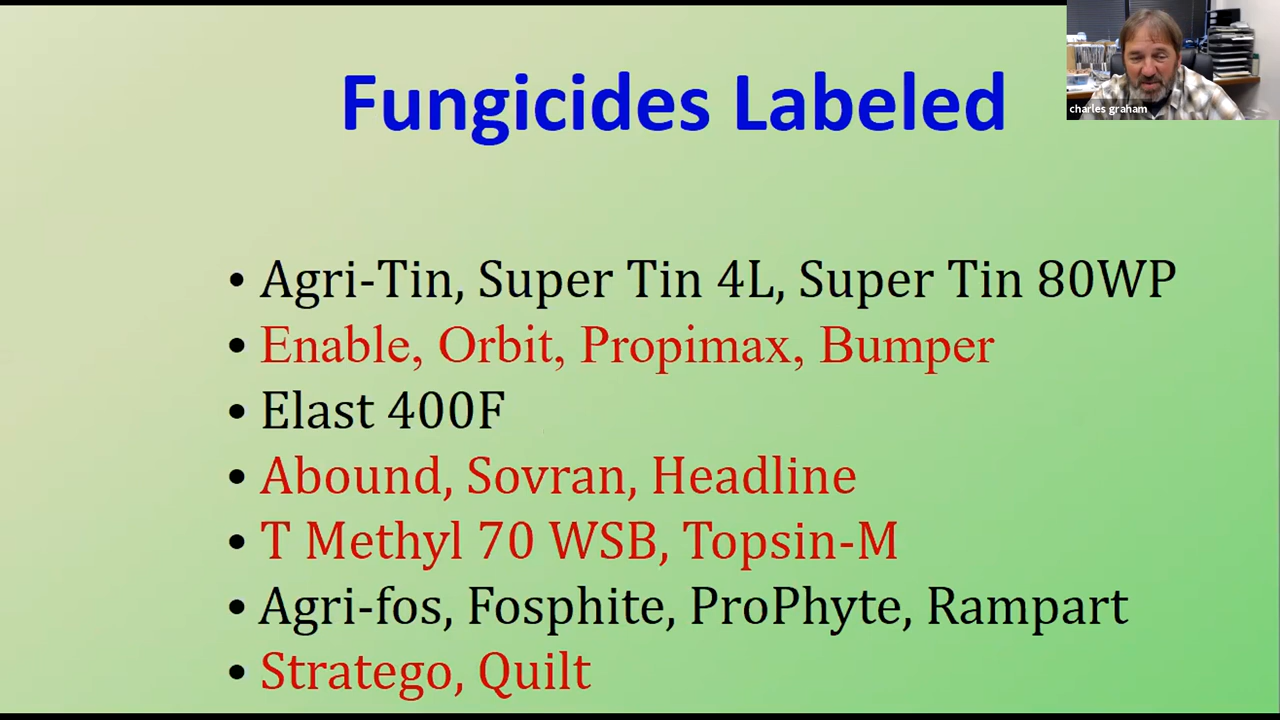 Fungicides Labeled
charles graham
• Agri-Tin, Super Tin 4L, Super Tin 80WP
• Enable, Orbit, Propimax, Bumper
• Elast 400F
• Abound, Sovran, Headline
• T Methyl 70 WSB, Topsin-M
• Agri-fos, Fosphite, ProPhyte, Rampart
• Stratego, Quilt